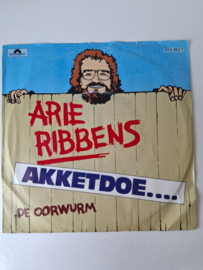 ARIE
RIBBENS
AKKETDOE....
DE OORWURM